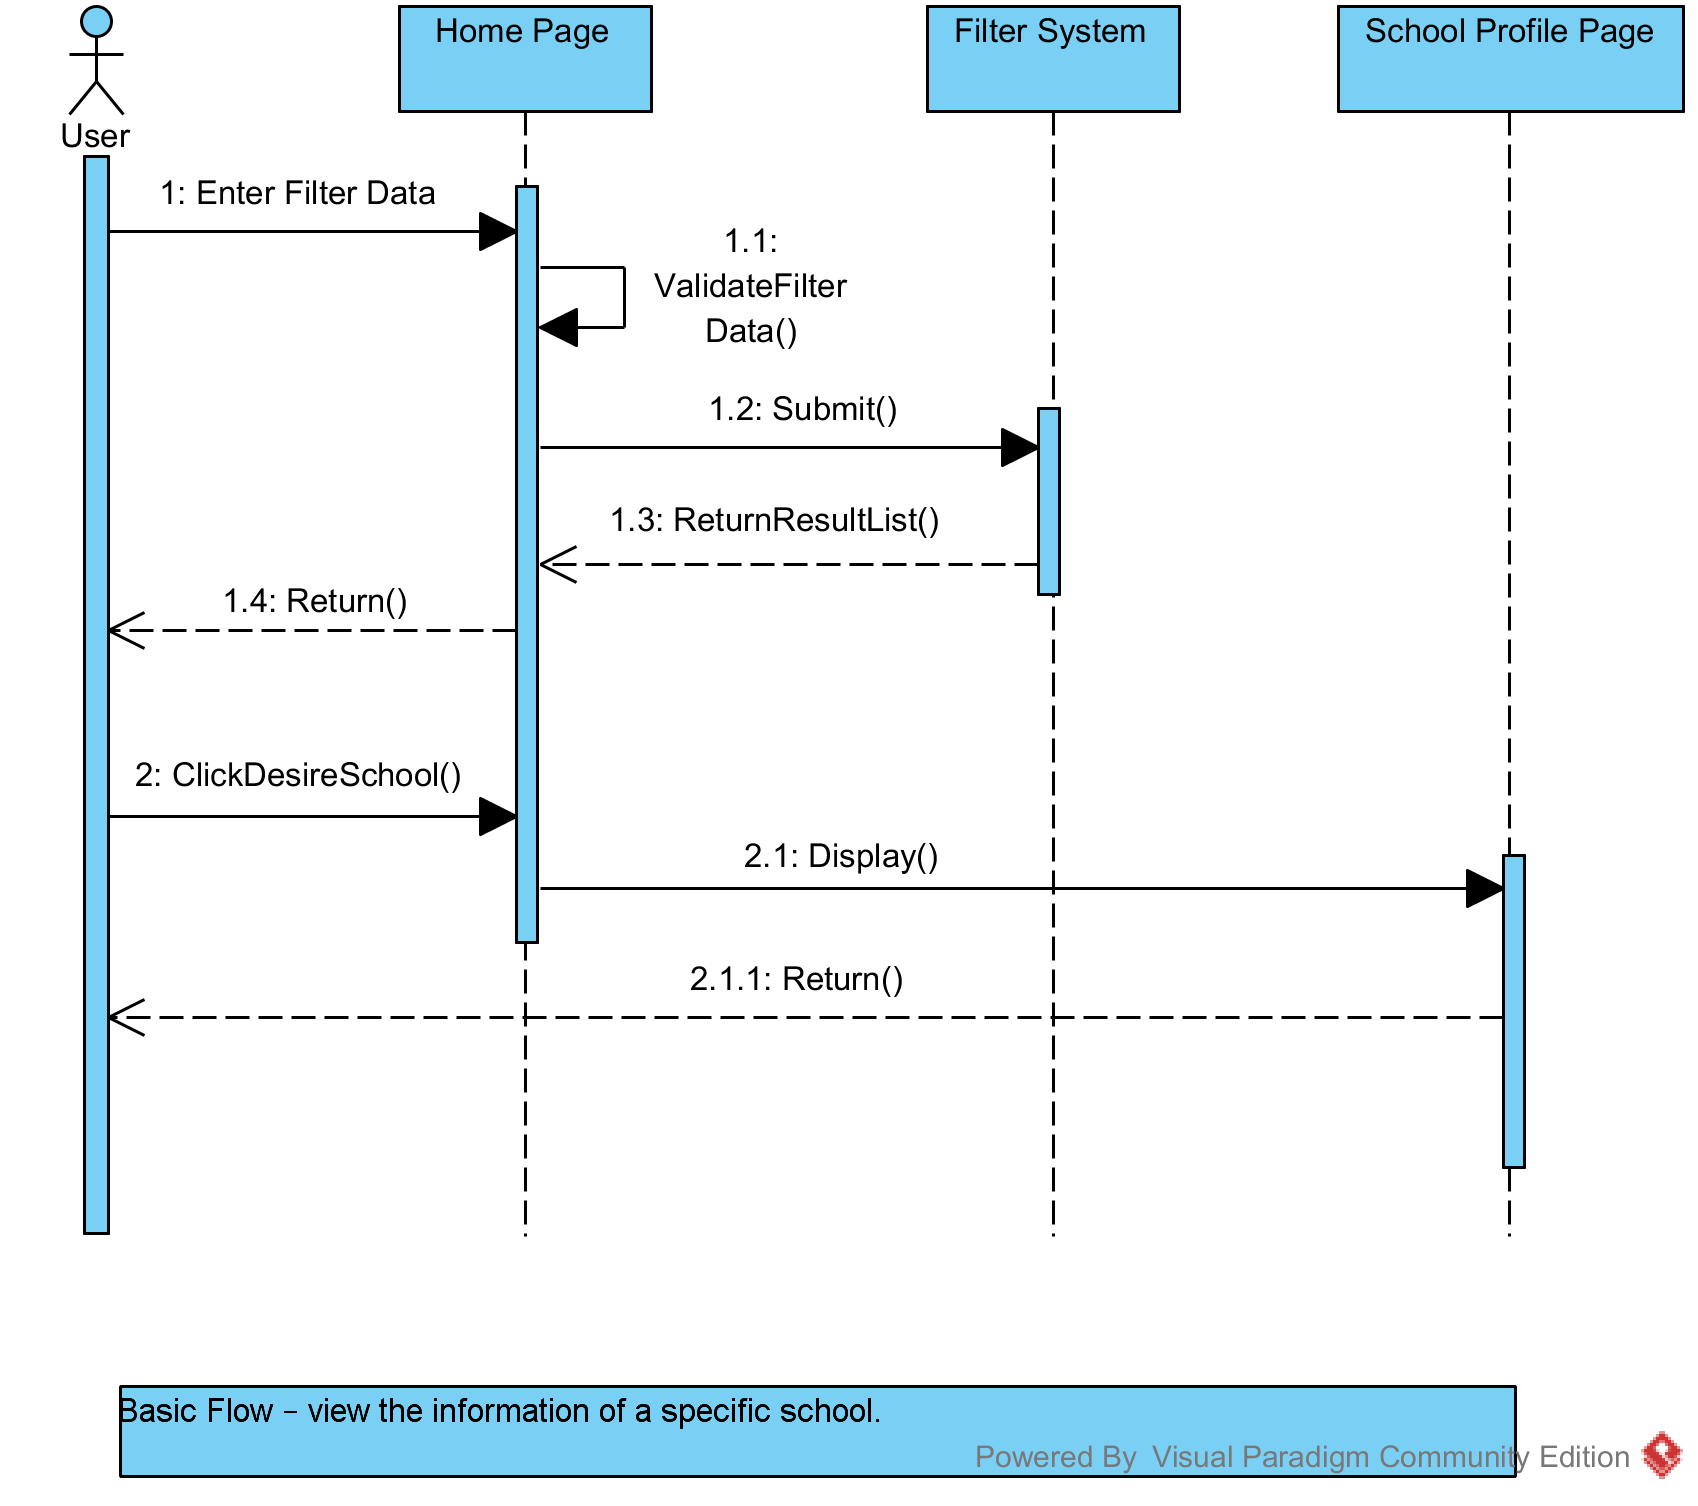 Home Page
Filter System
School Profile Page
User
1: Enter Filter Data
1.1:
ValidateFilter
Data()
1.2: Submit()
1.3: ReturnResultList()
1.4: Return()
2: ClickDesireSchool()
2.1: Display()
2.1.1: Return()
Basic Flow – view the information of a specific school.
Powered By Visual Paradigm Community Edition